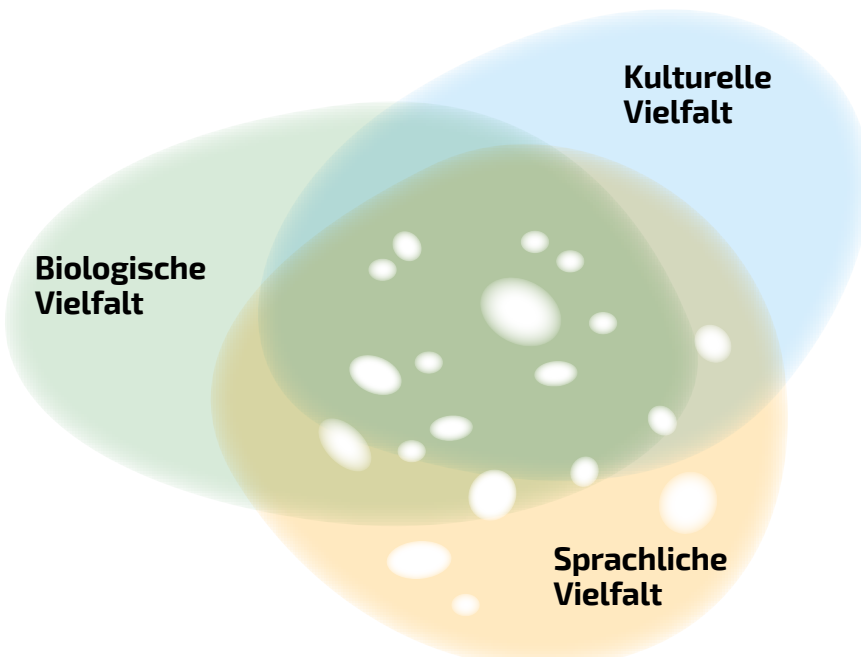 Kulturelle
Vielfalt
Biologische
Vielfalt
Sprachliche
Vielfalt